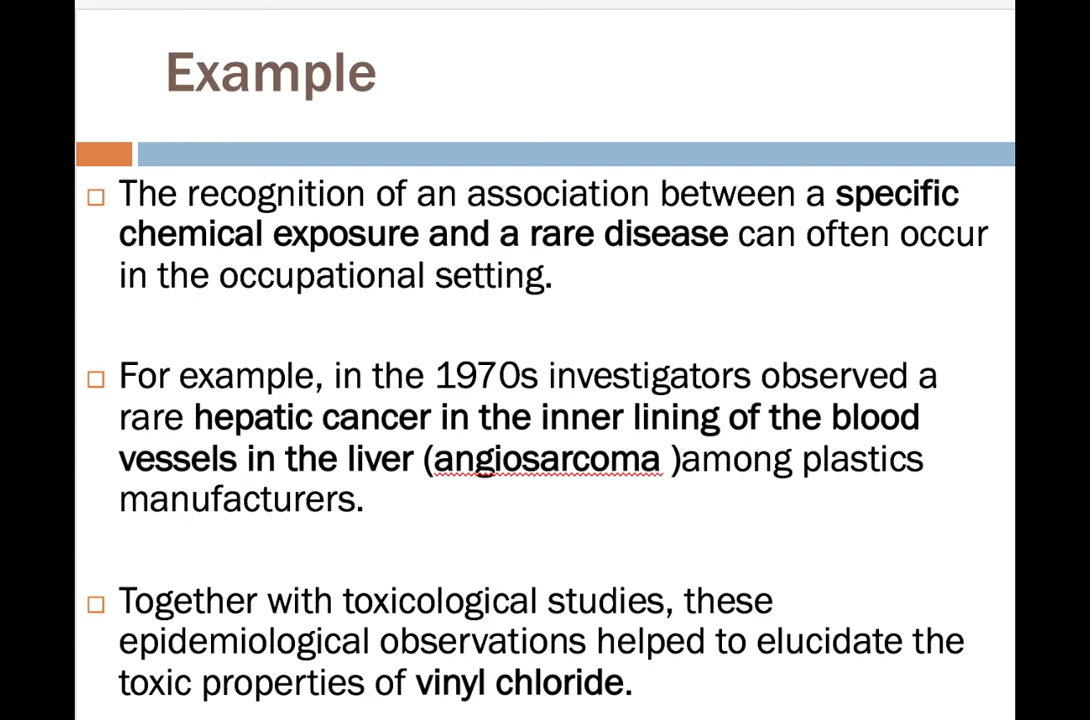 Example
The recognition of an association between a specific
chemical exposure and a rare disease can often occur
in the occupational setting.
For example, in the 1970s investigators observed a
rare hepatic cancer in the inner lining of the blood
vessels in the liver (angiosarcoma )among plastics
manufacturers.
Together with toxicological studies, these
epidemiological observations helped to elucidate the
toxic properties of vinyl chloride.